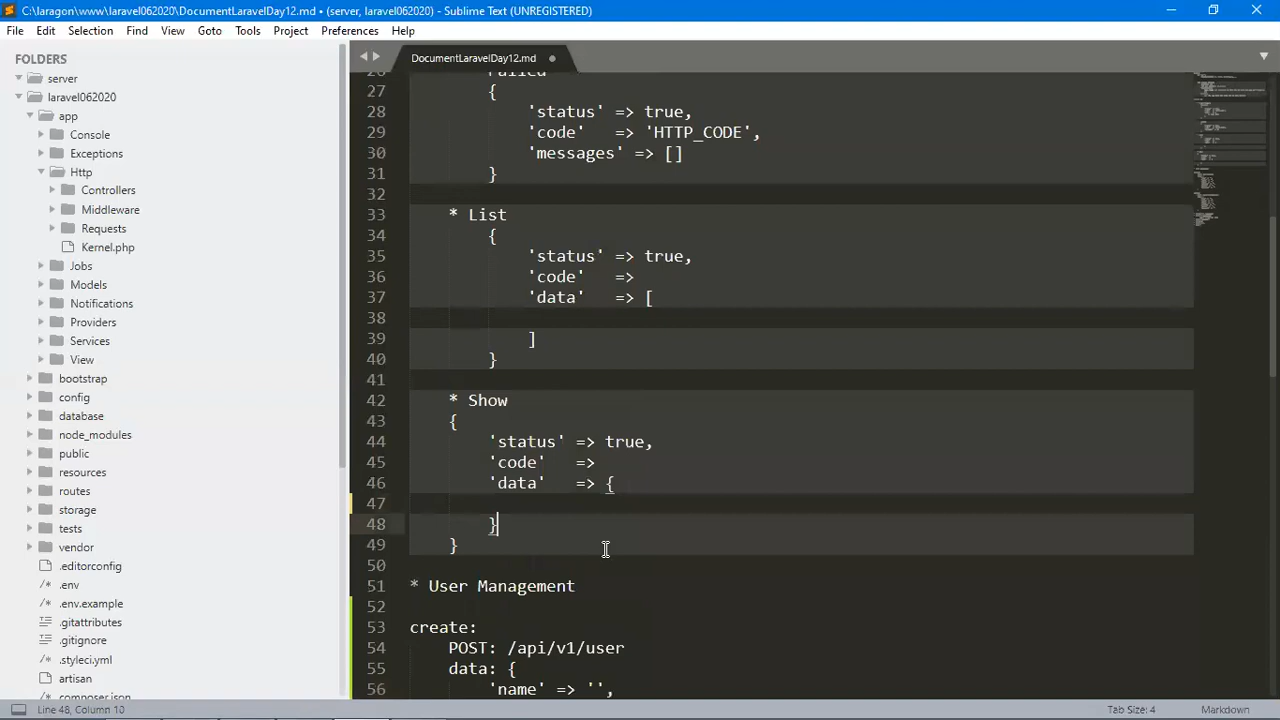 C:\laragon\www\laravel062020\DocumentLaravelDay12.md • (server, laravel062020) - Sublime Text (UNREGISTERED)
File Edit Selection Find View Goto Tools Project Preferences Help
FOLDERS
server
laravel062020
app
Console
Exceptions
Http
Controllers
Middleware
Requests
Kernel.php
Jobs
Models
Notifications
Providers
Services
View
bootstrap
config
database
node_modules
public
resources
routes
storage
tests
vendor
.editorconfig
.env
.env.example
.gitattributes
.gitignore
.styleci.yml
artisan
composer.json
DocumentLaravelDay12.md
26 Failed
27 {
28 'status' => true,
29 'code' => 'HTTP_CODE',
30 'messages' => []
31 }
32
33 * List
34 {
35 'status' => true,
36 'code' =>
37 'data' => [
38
39 ]
40 }
41
42 * Show
43 {
44 'status' => true,
45 'code' =>
46 'data' => {
47
48 }
49 }
50
51 * User Management
52
53 create:
54 POST: /api/v1/user
55 data: {
56 'name' => '',
Line 48, Column 10 Tab Size: 4 Markdown